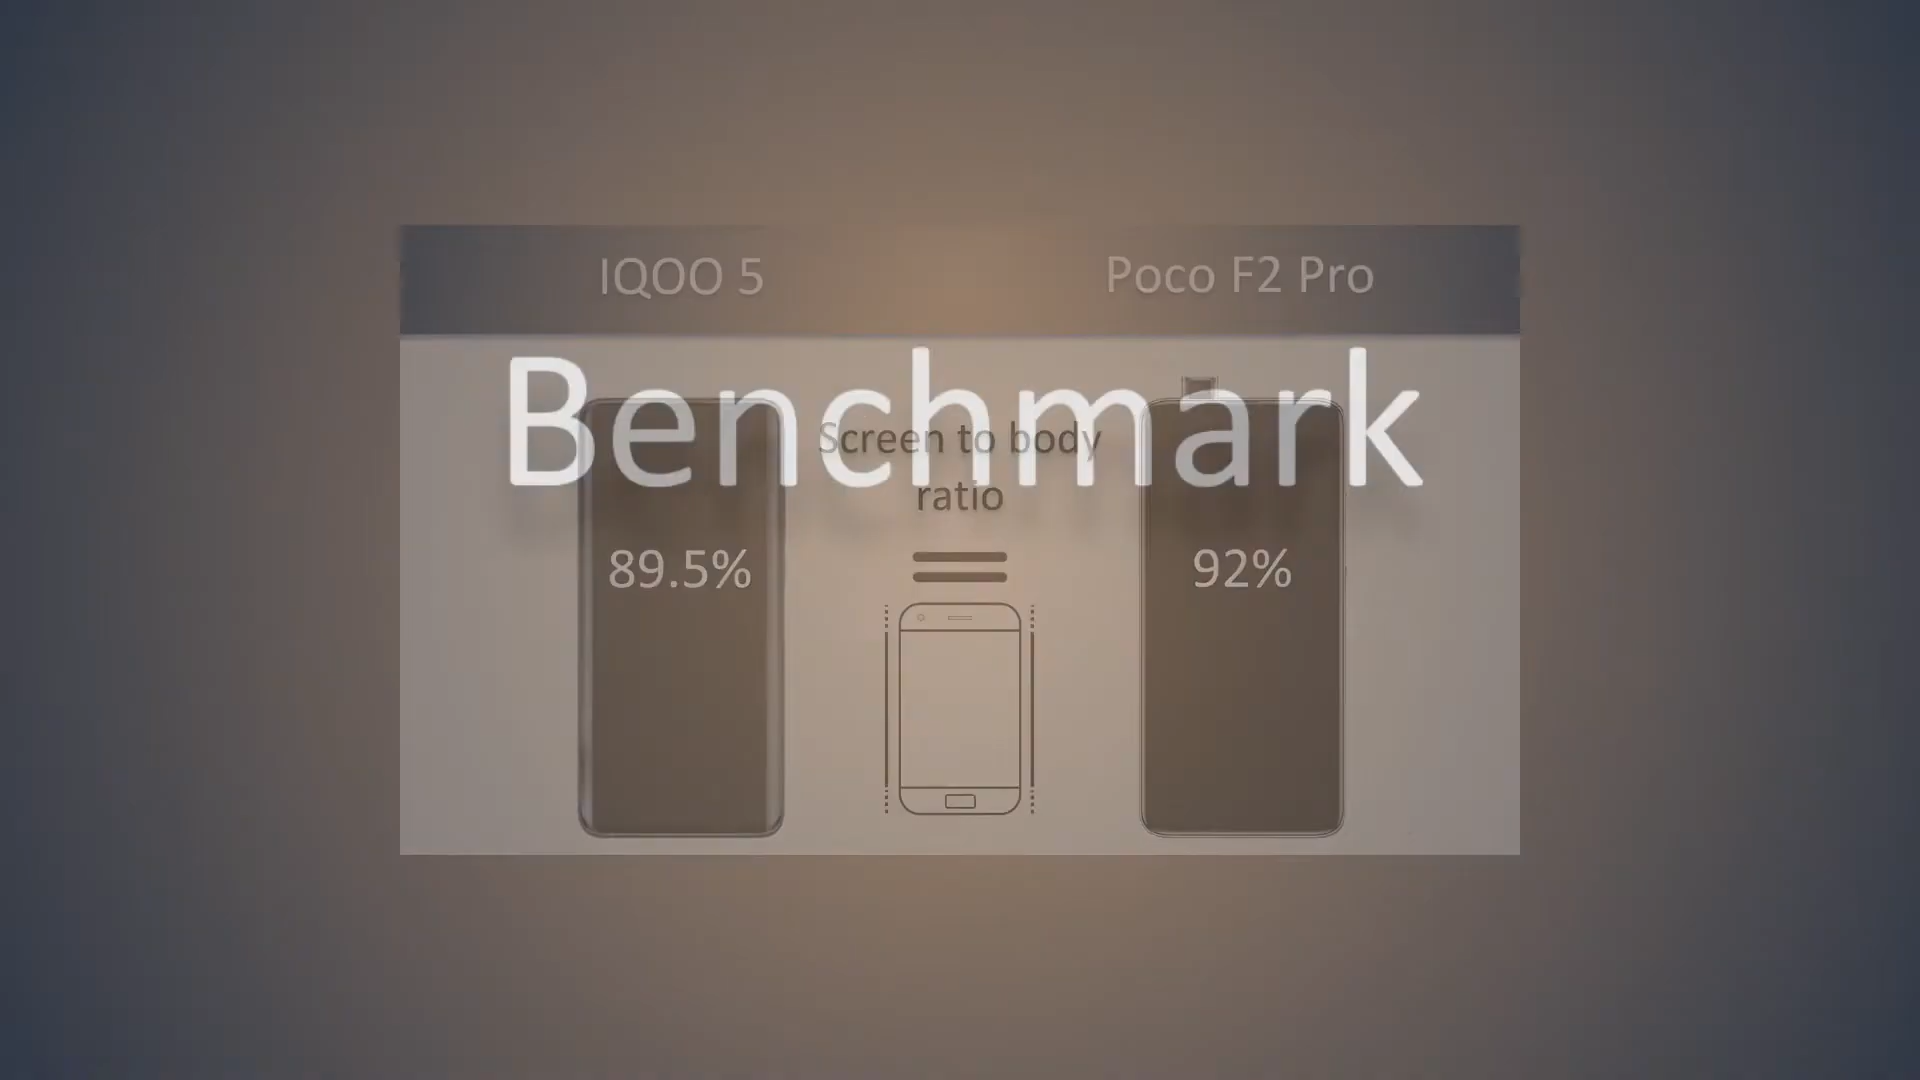 IQOO 5
Poco F2 Pro
Benchmark
Screen to body
ratio
89.5%
92%